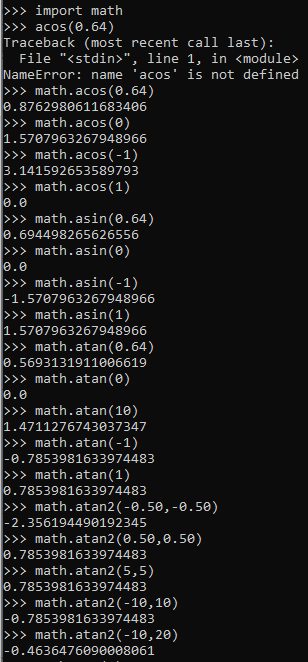 >>> import math
>>> acos(0.64)
Traceback (most recent call last):
  File "<stdin>", line 1, in <module>
NameError: name 'acos' is not defined
>>> math.acos(0.64)
0.8762980611683406
>>> math.acos(0)
1.5707963267948966
>>> math.acos(-1)
3.141592653589793
>>> math.acos(1)
0.0
>>> math.asin(0.64)
0.694498265626556
>>> math.asin(0)
0.0
>>> math.asin(-1)
-1.5707963267948966
>>> math.asin(1)
1.5707963267948966
>>> math.atan(0.64)
0.5693131911006619
>>> math.atan(0)
0.0
>>> math.atan(10)
1.4711276743037347
>>> math.atan(-1)
-0.7853981633974483
>>> math.atan(1)
0.7853981633974483
>>> math.atan2(-0.50,-0.50)
-2.356194490192345
>>> math.atan2(0.50,0.50)
0.7853981633974483
>>> math.atan2(5,5)
0.7853981633974483
>>> math.atan2(-10,10)
-0.7853981633974483
>>> math.atan2(-10,20)
-0.4636476090008061